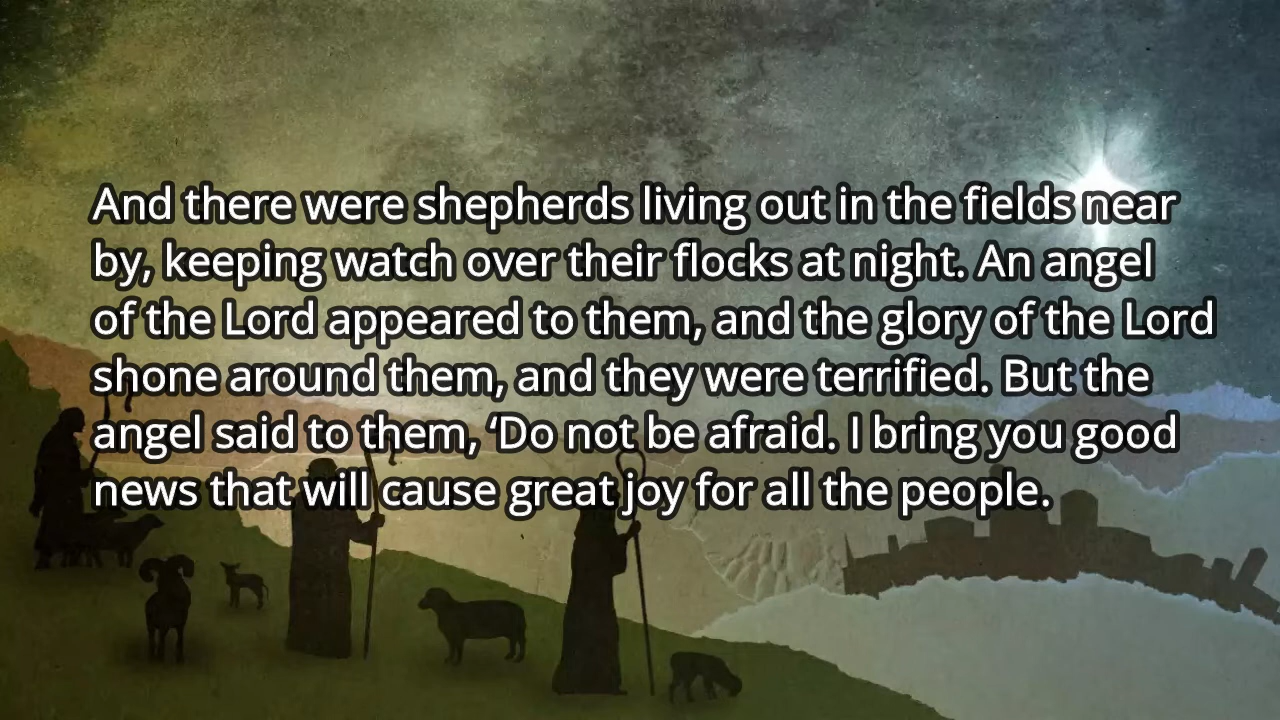 And there were shepherds living out in the fields near
by, keeping watch over their flocks at night. An angel
of the Lord appeared to them, and the glory of the Lord
shone around them, and they were terrified. But the
angel said to them, ‘Do not be afraid. I bring you good
news that will cause great joy for all the people.